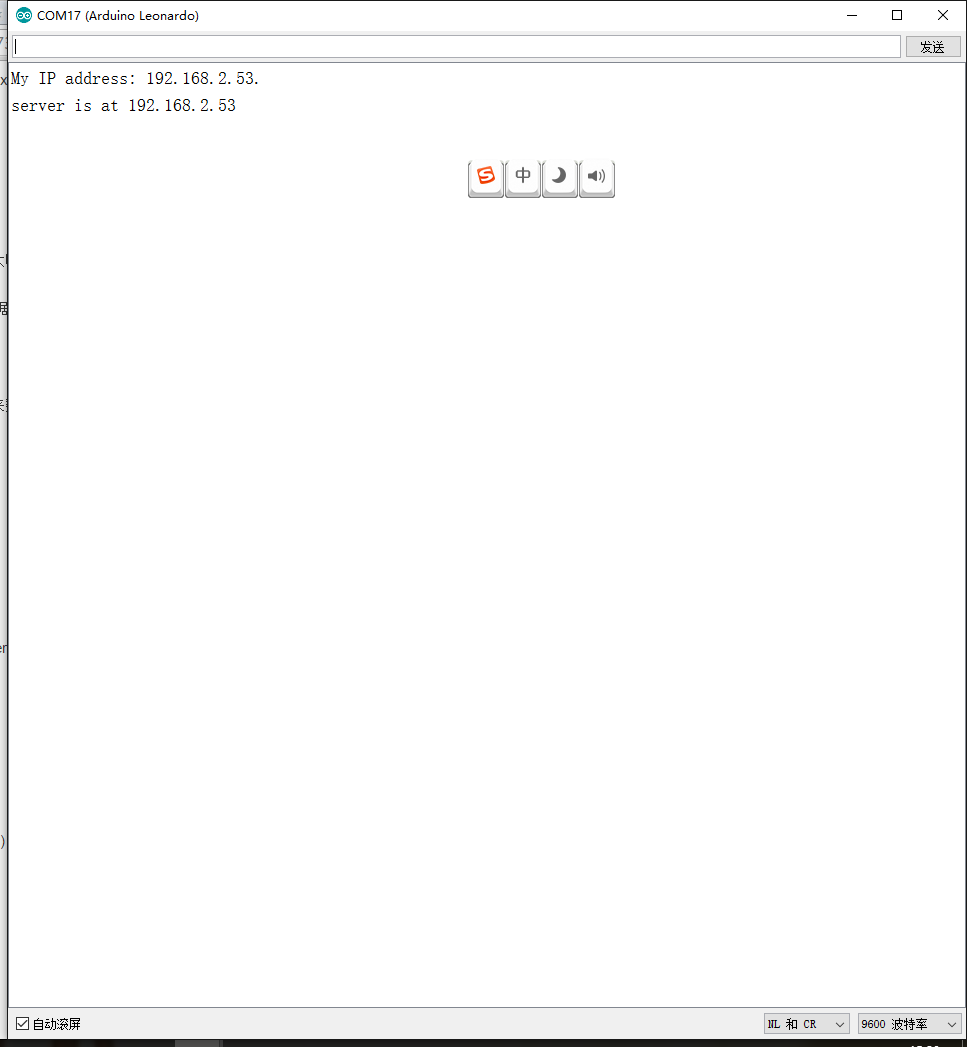 COM17 (Arduino Leonardo)
发送
My IP address: 192.168.2.53.
server is at 192.168.2.53
中
自动滚屏
NL 和 CR
9600 波特率